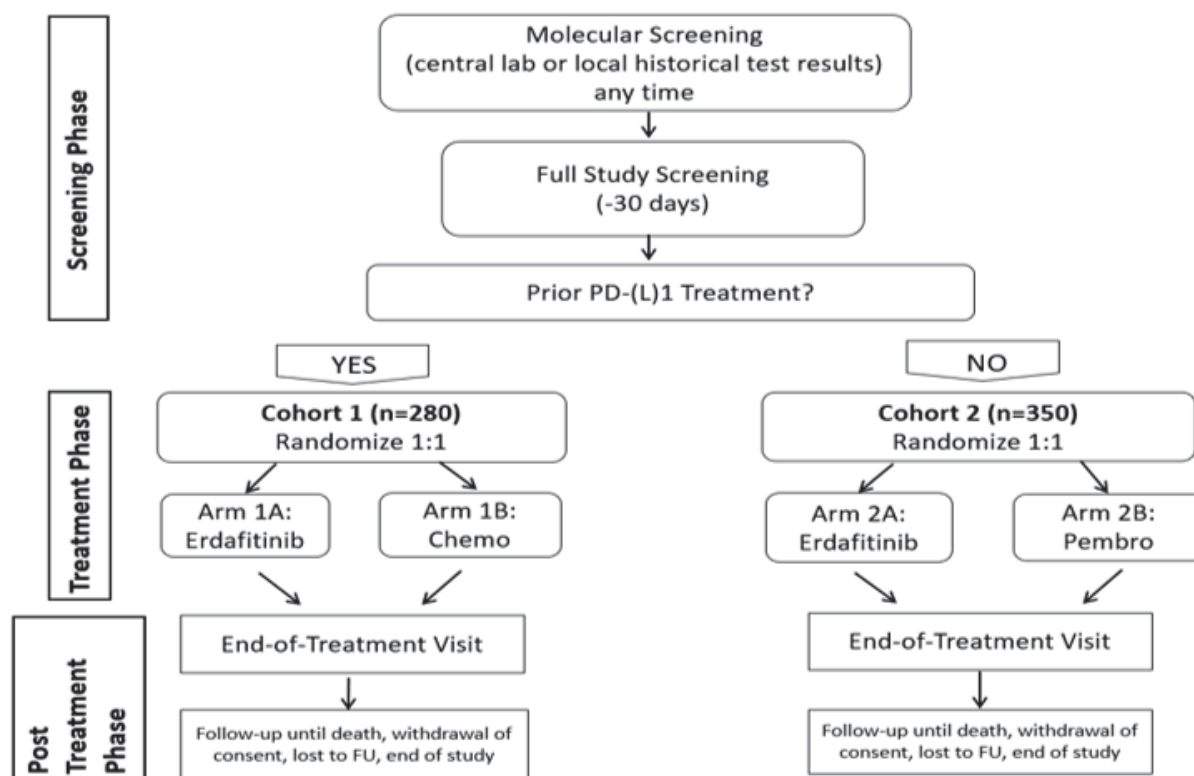 Screening Phase
Molecular Screening
(central lab or local historical test results)
any time
Full Study Screening
(-30 days)
Prior PD-(L)1 Treatment?
YES
NO
Treatment Phase
Cohort 1 (n=280)
Randomize 1:1
Cohort 2 (n=350)
Randomize 1:1
Arm 1A:
Erdafitinib
Arm 1B:
Chemo
Arm 2A:
Erdafitinib
Arm 2B:
Pembro
Post
Treatment
Phase
End-of-Treatment Visit
End-of-Treatment Visit
Follow-up until death, withdrawal of
consent, lost to FU, end of study
Follow-up until death, withdrawal of
consent, lost to FU, end of study